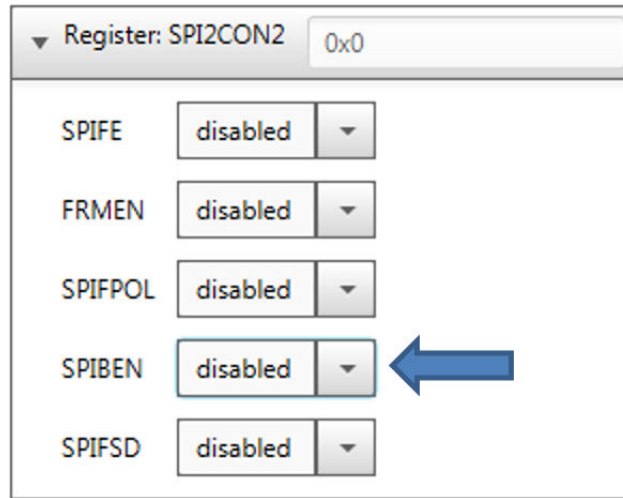 Register: SPI2CON2 0x0
SPIFE disabled
FRMEN disabled
SPIFPOL disabled
SPIBEN disabled
SPIFSD disabled